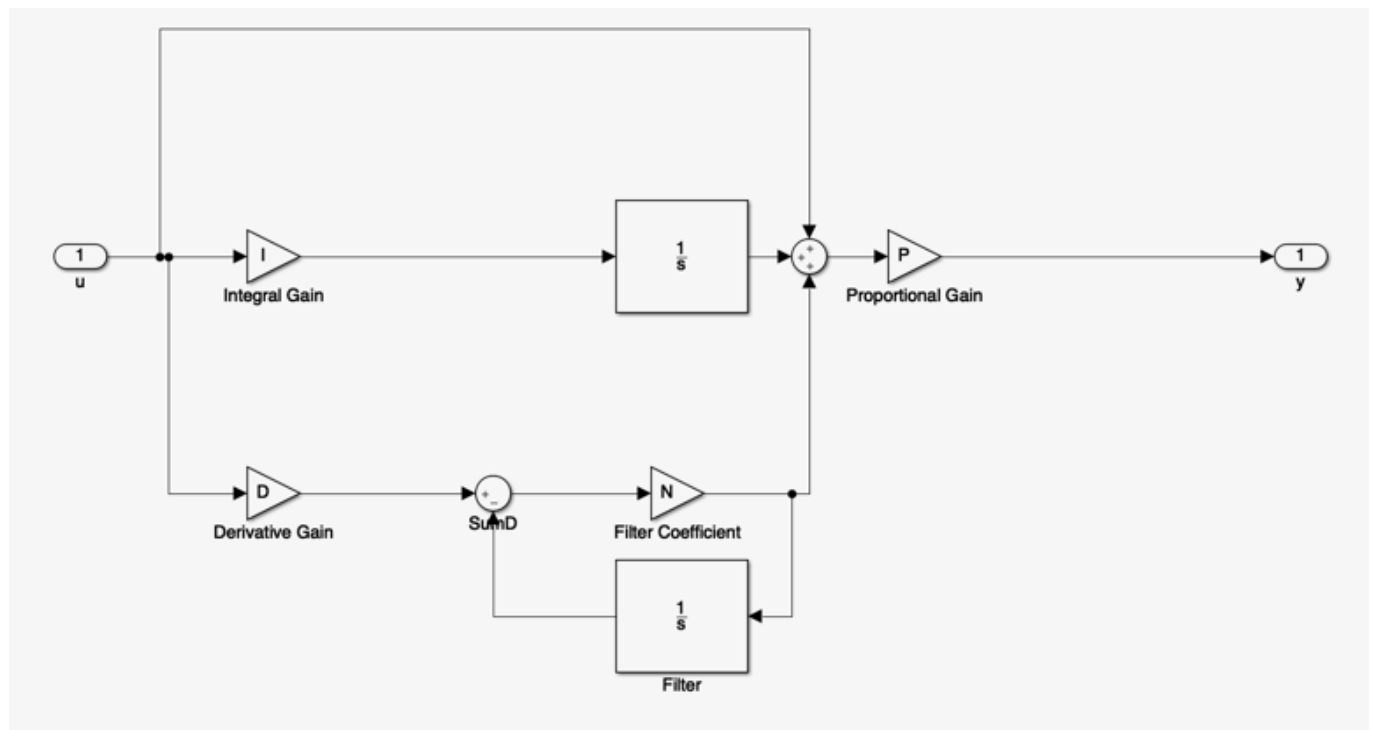 1
u
I
Integral Gain
1
s
+
+
+
P
Proportional Gain
1
y
D
Derivative Gain
+
−
SumD
N
Filter Coefficient
1
s
Filter